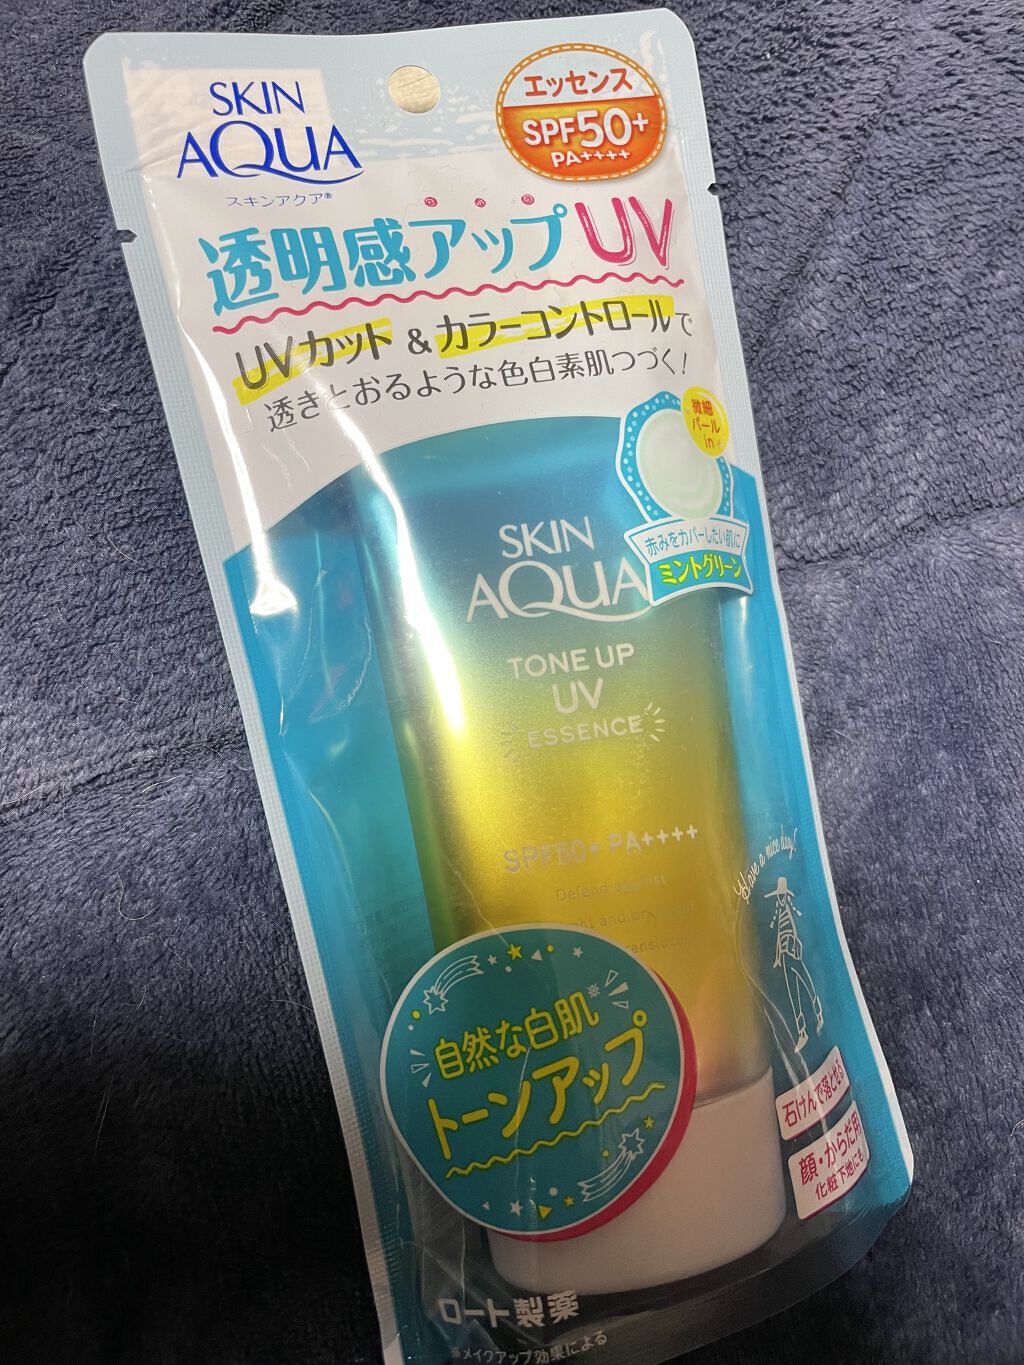 SKIN
AQUA
スキンアクア®
エッセンス
SPF50+
PA++++
透明感アップUV
UVカット&カラーコントロールで
透きとおるような色白素肌つづく!
微細
パール
in
赤みをカバーしたい肌に
ミントグリーン
SKIN
AQUA
TONE UP
UV
ESSENCE
SPF50+ PA++++
Defend against
and
Have a nice day!
自然な白肌※
トーンアップ
石けんで落とせる
顔・からだ用
化粧下地にも
ロート製薬
※メイクアップ効果による